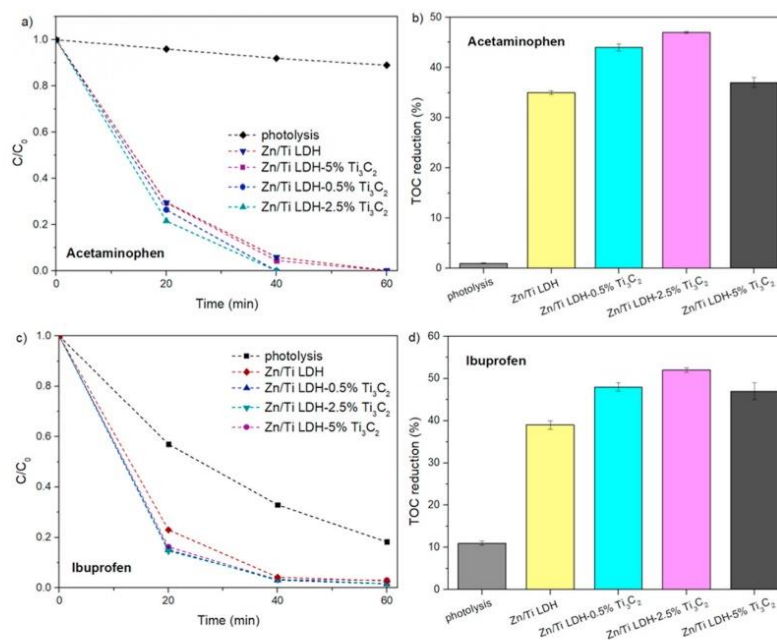 a)
1.0
0.8
0.6
0.4
0.2
0.0
C/C₀
photolysis
Zn/Ti LDH
Zn/Ti LDH-5% Ti₃C₂
Zn/Ti LDH-0.5% Ti₃C₂
Zn/Ti LDH-2.5% Ti₃C₂
Acetaminophen
0 20 40 60
Time (min)
b)
Acetaminophen
50
40
30
20
10
0
TOC reduction (%)
photolysis
Zn/Ti LDH
Zn/Ti LDH-0.5% Ti₃C₂
Zn/Ti LDH-2.5% Ti₃C₂
Zn/Ti LDH-5% Ti₃C₂
c)
1.0
0.8
0.6
0.4
0.2
0.0
C/C₀
photolysis
Zn/Ti LDH
Zn/Ti LDH-0.5% Ti₃C₂
Zn/Ti LDH-2.5% Ti₃C₂
Zn/Ti LDH-5% Ti₃C₂
Ibuprofen
0 20 40 60
Time (min)
d)
Ibuprofen
60
50
40
30
20
10
0
TOC reduction (%)
photolysis
Zn/Ti LDH
Zn/Ti LDH-0.5% Ti₃C₂
Zn/Ti LDH-2.5% Ti₃C₂
Zn/Ti LDH-5% Ti₃C₂